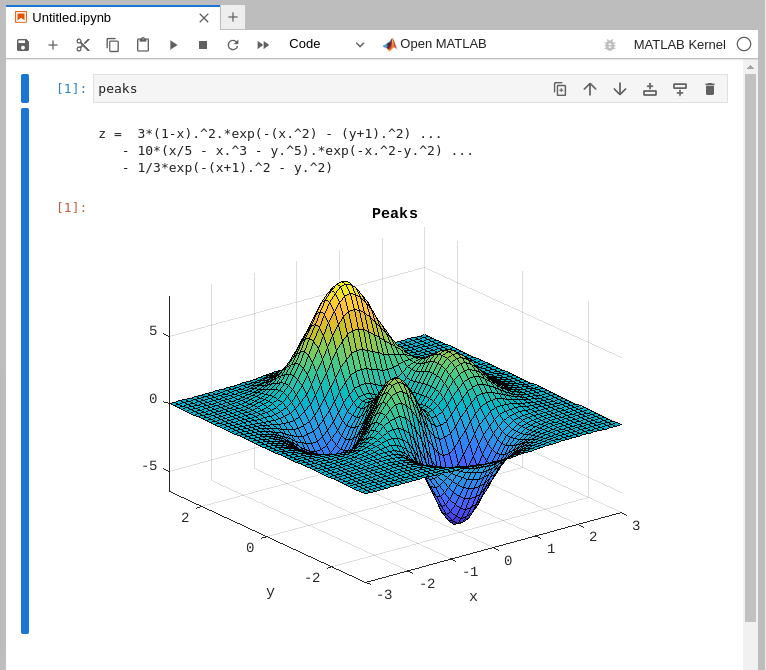 Untitled.ipynb
Code
Open MATLAB
MATLAB Kernel
[1]: peaks
z =  3*(1-x).^2.*exp(-(x.^2) - (y+1).^2) ...
   - 10*(x/5 - x.^3 - y.^5).*exp(-x.^2-y.^2) ...
   - 1/3*exp(-(x+1).^2 - y.^2)
[1]:
Peaks
5
0
-5
2
0
-2
y
-3
-2
-1
0
1
2
3
x